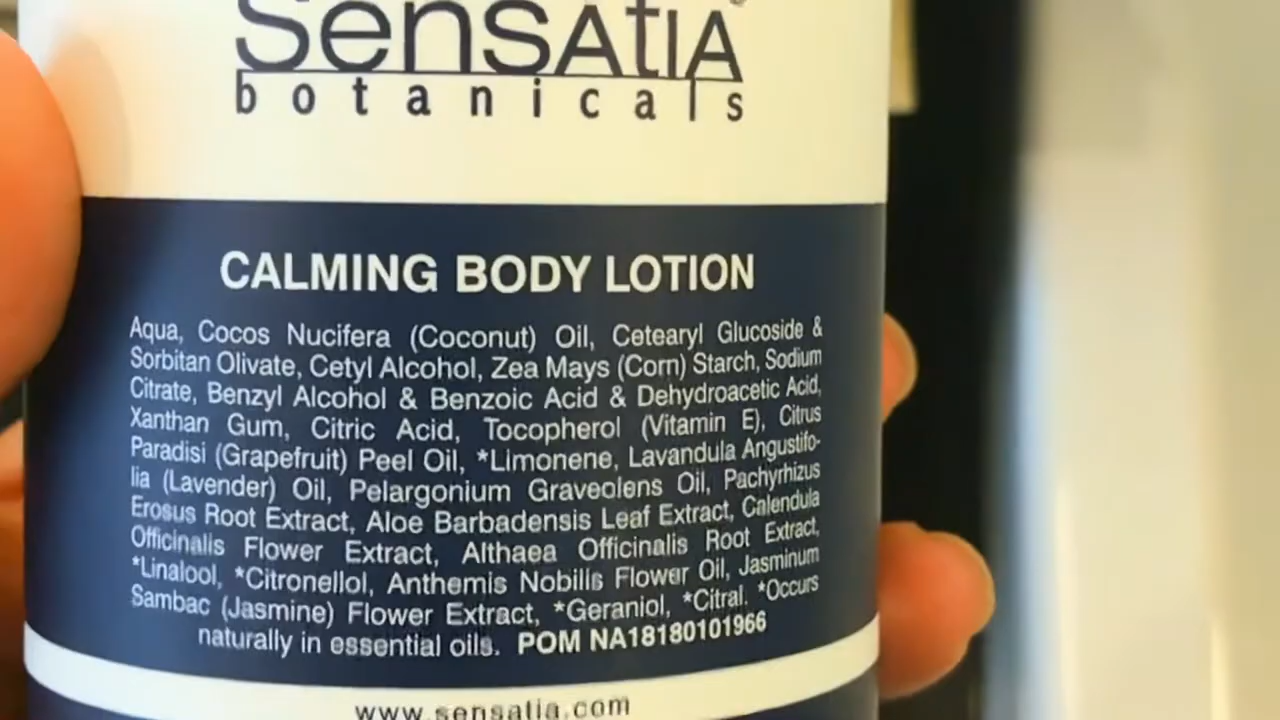 SensAtiA®
botanicals
CALMING BODY LOTION
Aqua, Cocos Nucifera (Coconut) Oil, Cetearyl Glucoside &
Sorbitan Olivate, Cetyl Alcohol, Zea Mays (Corn) Starch, Sodium
Citrate, Benzyl Alcohol & Benzoic Acid & Dehydroacetic Acid,
Xanthan Gum, Citric Acid, Tocopherol (Vitamin E), Citrus
Paradisi (Grapefruit) Peel Oil, *Limonene, Lavandula Angustifo-
lia (Lavender) Oil, Pelargonium Graveolens Oil, Pachyrhizus
Erosus Root Extract, Aloe Barbadensis Leaf Extract, Calendula
Officinalis Flower Extract, Althaea Officinalis Root Extract,
*Linalool, *Citronellol, Anthemis Nobilis Flower Oil, Jasminum
Sambac (Jasmine) Flower Extract, *Geraniol, *Citral. *Occurs
naturally in essential oils. POM NA18180101966
www.sensatia.com